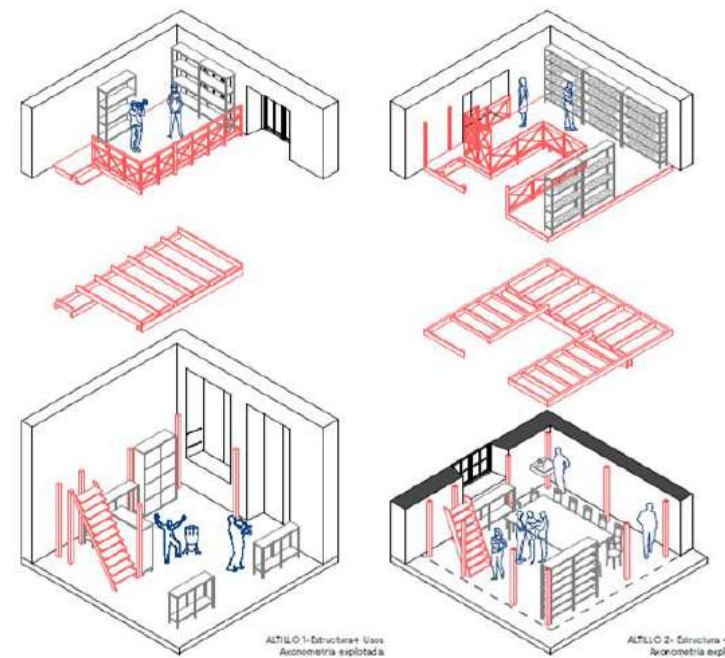 ALTILLO 1- Estructura+ Usos
Axonometría explotada
ALTILLO 2- Estructura +
Axonometría expl